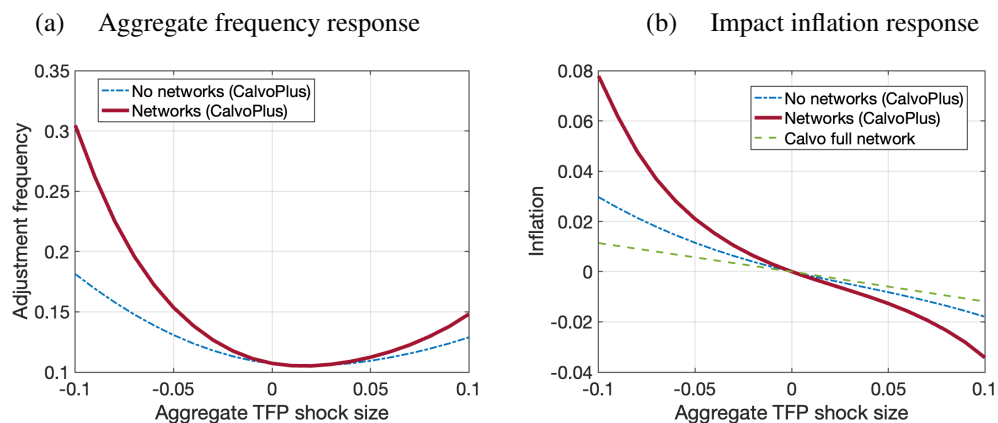 (a) Aggregate frequency response
0.35
0.3
0.25
0.2
0.15
0.1
Adjustment frequency
No networks (CalvoPlus)
Networks (CalvoPlus)
-0.1 -0.05 0 0.05 0.1
Aggregate TFP shock size
(b) Impact inflation response
0.08
0.06
0.04
0.02
0
-0.02
-0.04
Inflation
No networks (CalvoPlus)
Networks (CalvoPlus)
Calvo full network
-0.1 -0.05 0 0.05 0.1
Aggregate TFP shock size